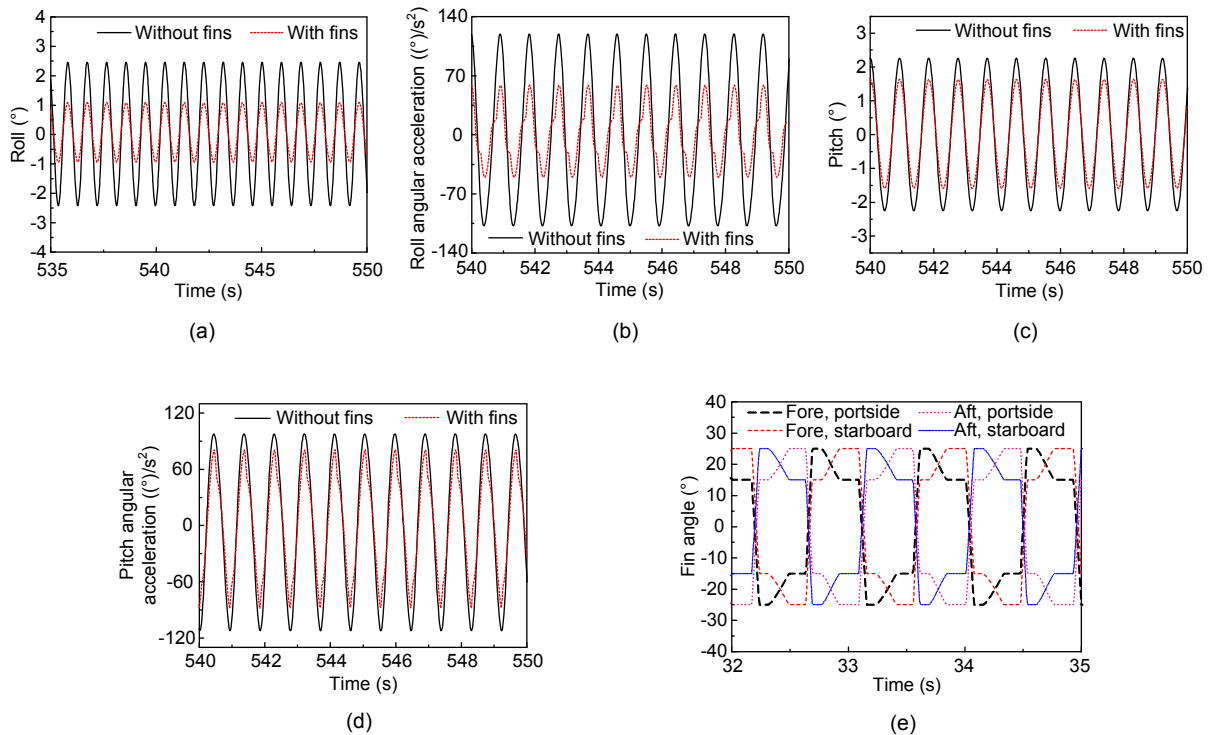 4
3
2
1
0
-1
-2
-3
-4
Roll (°)
Without fins
With fins
535
540
545
550
Time (s)
(a)
140
70
0
-70
-140
Roll angular acceleration ((°)/s²)
Without fins
With fins
540
542
544
546
548
550
Time (s)
(b)
3
2
1
0
-1
-2
-3
Pitch (°)
Without fins
With fins
540
542
544
546
548
550
Time (s)
(c)
120
60
0
-60
-120
Pitch angular
acceleration ((°)/s²)
Without fins
With fins
540
542
544
546
548
550
Time (s)
(d)
40
30
20
10
0
-10
-20
-30
-40
Fin angle (°)
Fore, portside
Aft, portside
Fore, starboard
Aft, starboard
32
33
34
35
Time (s)
(e)